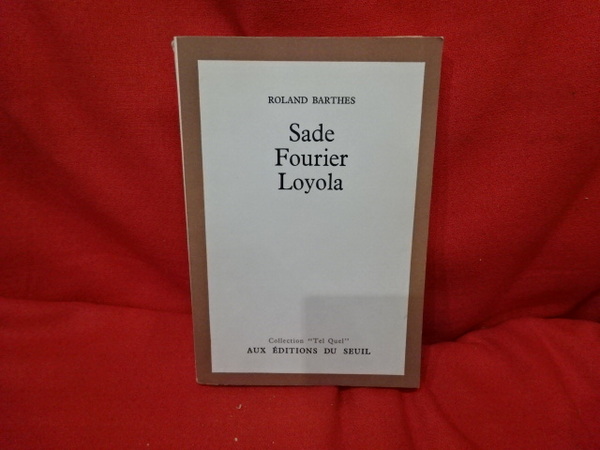 ROLAND BARTHES
Sade
Fourier
Loyola
Collection "Tel Quel"
AUX ÉDITIONS DU SEUIL